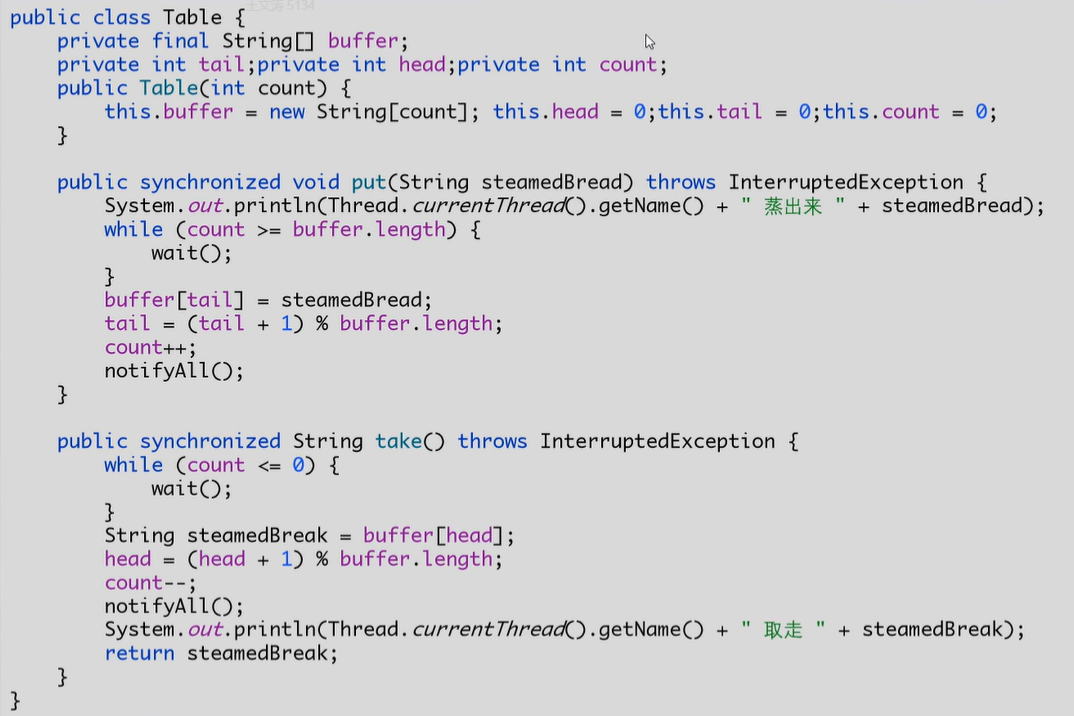 王文涛 5134
public class Table {
    private final String[] buffer;
    private int tail;private int head;private int count;
    public Table(int count) {
        this.buffer = new String[count]; this.head = 0;this.tail = 0;this.count = 0;
    }
    public synchronized void put(String steamedBread) throws InterruptedException {
        System.out.println(Thread.currentThread().getName() + " 蒸出来 " + steamedBread);
        while (count >= buffer.length) {
            wait();
        }
        buffer[tail] = steamedBread;
        tail = (tail + 1) % buffer.length;
        count++;
        notifyAll();
    }
    public synchronized String take() throws InterruptedException {
        while (count <= 0) {
            wait();
        }
        String steamedBreak = buffer[head];
        head = (head + 1) % buffer.length;
        count--;
        notifyAll();
        System.out.println(Thread.currentThread().getName() + " 取走 " + steamedBreak);
        return steamedBreak;
    }
}